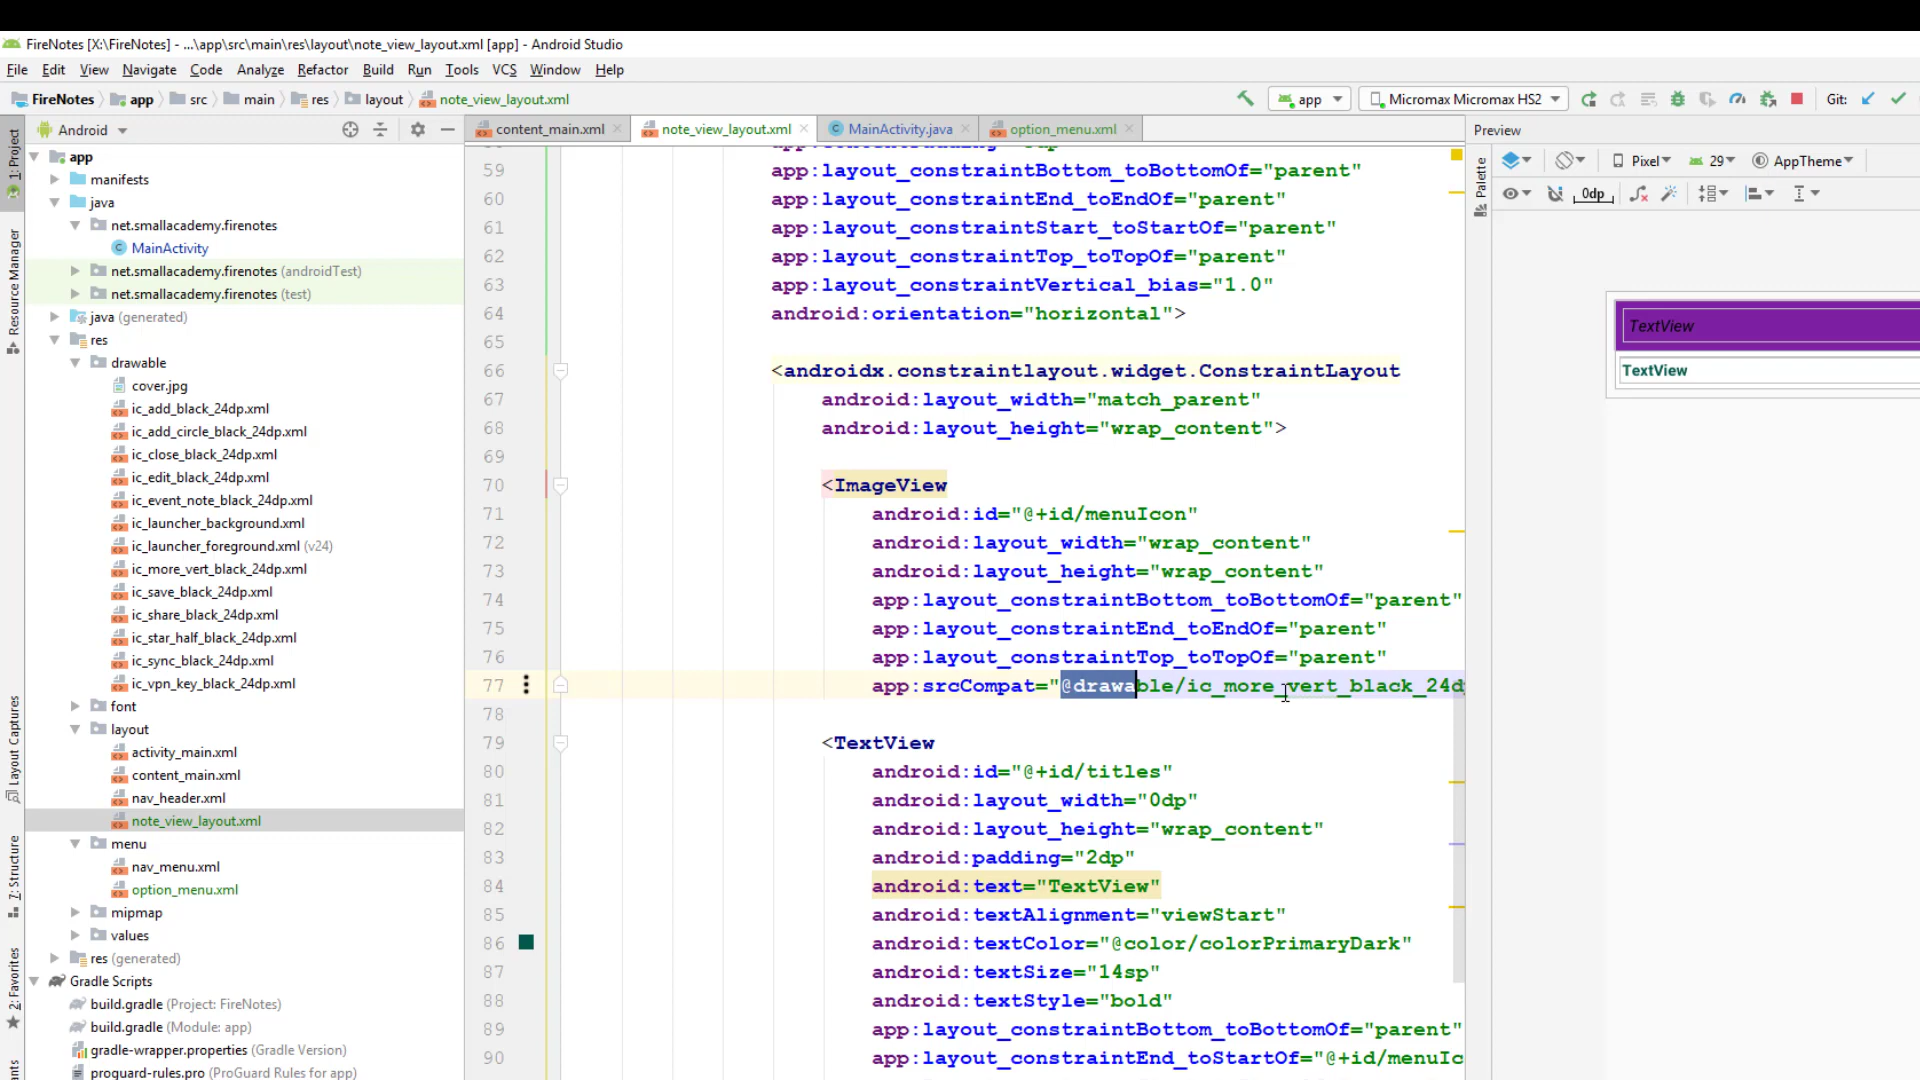 FireNotes [X:\FireNotes] - ...\app\src\main\res\layout\note_view_layout.xml [app] - Android Studio
File Edit View Navigate Code Analyze Refactor Build Run Tools VCS Window Help
FireNotes app src main res layout note_view_layout.xml
app Micromax Micromax HS2 Git:
Android
content_main.xml note_view_layout.xml MainActivity.java option_menu.xml
Preview
1: Project
Resource Manager
Layout Captures
7: Structure
2: Favorites
app
manifests
java
net.smallacademy.firenotes
MainActivity
net.smallacademy.firenotes (androidTest)
net.smallacademy.firenotes (test)
java (generated)
res
drawable
cover.jpg
ic_add_black_24dp.xml
ic_add_circle_black_24dp.xml
ic_close_black_24dp.xml
ic_edit_black_24dp.xml
ic_event_note_black_24dp.xml
ic_launcher_background.xml
ic_launcher_foreground.xml (v24)
ic_more_vert_black_24dp.xml
ic_save_black_24dp.xml
ic_share_black_24dp.xml
ic_star_half_black_24dp.xml
ic_sync_black_24dp.xml
ic_vpn_key_black_24dp.xml
font
layout
activity_main.xml
content_main.xml
nav_header.xml
note_view_layout.xml
menu
nav_menu.xml
option_menu.xml
mipmap
values
res (generated)
Gradle Scripts
build.gradle (Project: FireNotes)
build.gradle (Module: app)
gradle-wrapper.properties (Gradle Version)
proguard-rules.pro (ProGuard Rules for app)
59 app:layout_constraintBottom_toBottomOf="parent"
60 app:layout_constraintEnd_toEndOf="parent"
61 app:layout_constraintStart_toStartOf="parent"
62 app:layout_constraintTop_toTopOf="parent"
63 app:layout_constraintVertical_bias="1.0"
64 android:orientation="horizontal">
65
66 <androidx.constraintlayout.widget.ConstraintLayout
67 android:layout_width="match_parent"
68 android:layout_height="wrap_content">
69
70 <ImageView
71 android:id="@+id/menuIcon"
72 android:layout_width="wrap_content"
73 android:layout_height="wrap_content"
74 app:layout_constraintBottom_toBottomOf="parent"
75 app:layout_constraintEnd_toEndOf="parent"
76 app:layout_constraintTop_toTopOf="parent"
77 app:srcCompat="@drawable/ic_more_vert_black_24d
78
79 <TextView
80 android:id="@+id/titles"
81 android:layout_width="0dp"
82 android:layout_height="wrap_content"
83 android:padding="2dp"
84 android:text="TextView"
85 android:textAlignment="viewStart"
86 android:textColor="@color/colorPrimaryDark"
87 android:textSize="14sp"
88 android:textStyle="bold"
89 app:layout_constraintBottom_toBottomOf="parent"
90 app:layout_constraintEnd_toStartOf="@+id/menuIc
Palette
Pixel 29 AppTheme
0dp
TextView
TextView